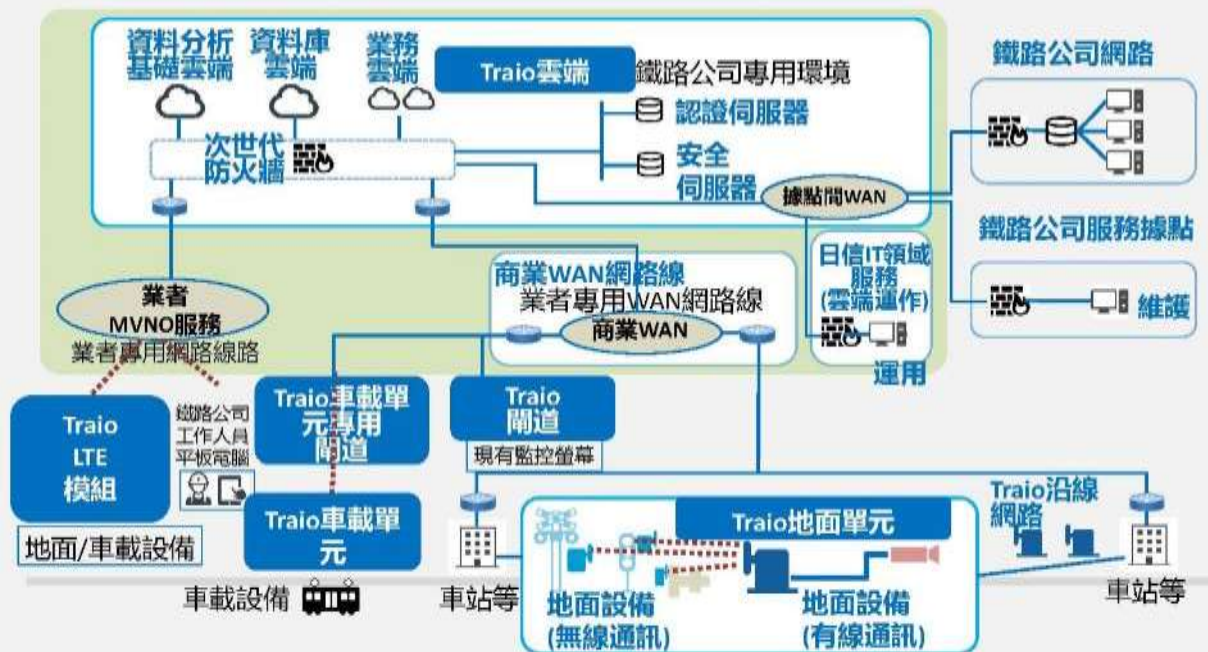 資料分析
基礎雲端
資料庫
雲端
業務
雲端
Traio雲端
鐵路公司專用環境
認證伺服器
安全
伺服器
次世代
防火牆
據點間WAN
鐵路公司網路
鐵路公司服務據點
維護
日信IT領域
服務
(雲端運作)
運用
商業WAN網路線
業者專用WAN網路線
商業WAN
業者
MVNO服務
業者專用網路線路
Traio
LTE
模組
地面/車載設備
鐵路公司
工作人員
平板電腦
Traio車載單
元專用
閘道
Traio
閘道
現有監控螢幕
Traio車載單
元
車載設備
車站等
Traio地面單元
地面設備
(無線通訊)
地面設備
(有線通訊)
Traio沿線
網路
車站等